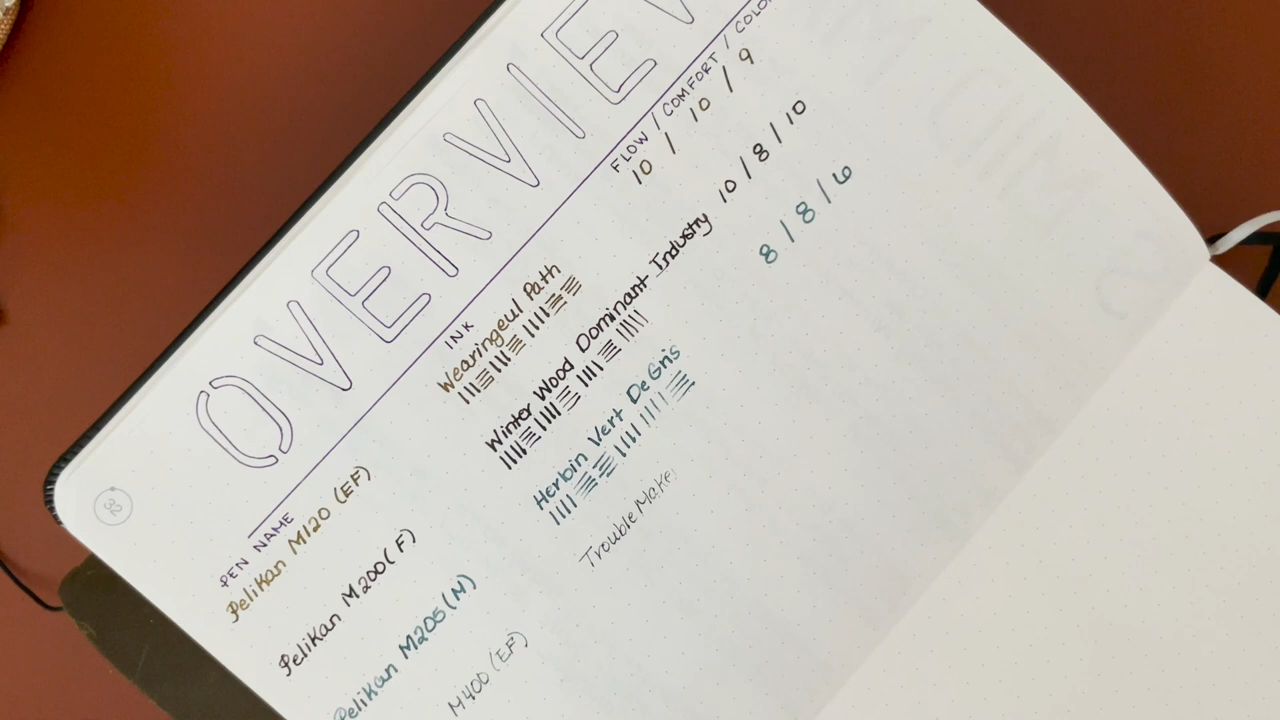 OVERVIEW
PEN NAME INK FLOW / COMFORT / COLO
Pelikan M120 (EF) Wearingeul Path 10 / 10 / 9
Pelikan M200 (F) Winter Wood Dominant Industry 10 / 8 / 10
Pelikan M205 (M) Herbin Vert De Gris 8 / 8 / 6
M400 (EF) Trouble Maker
32